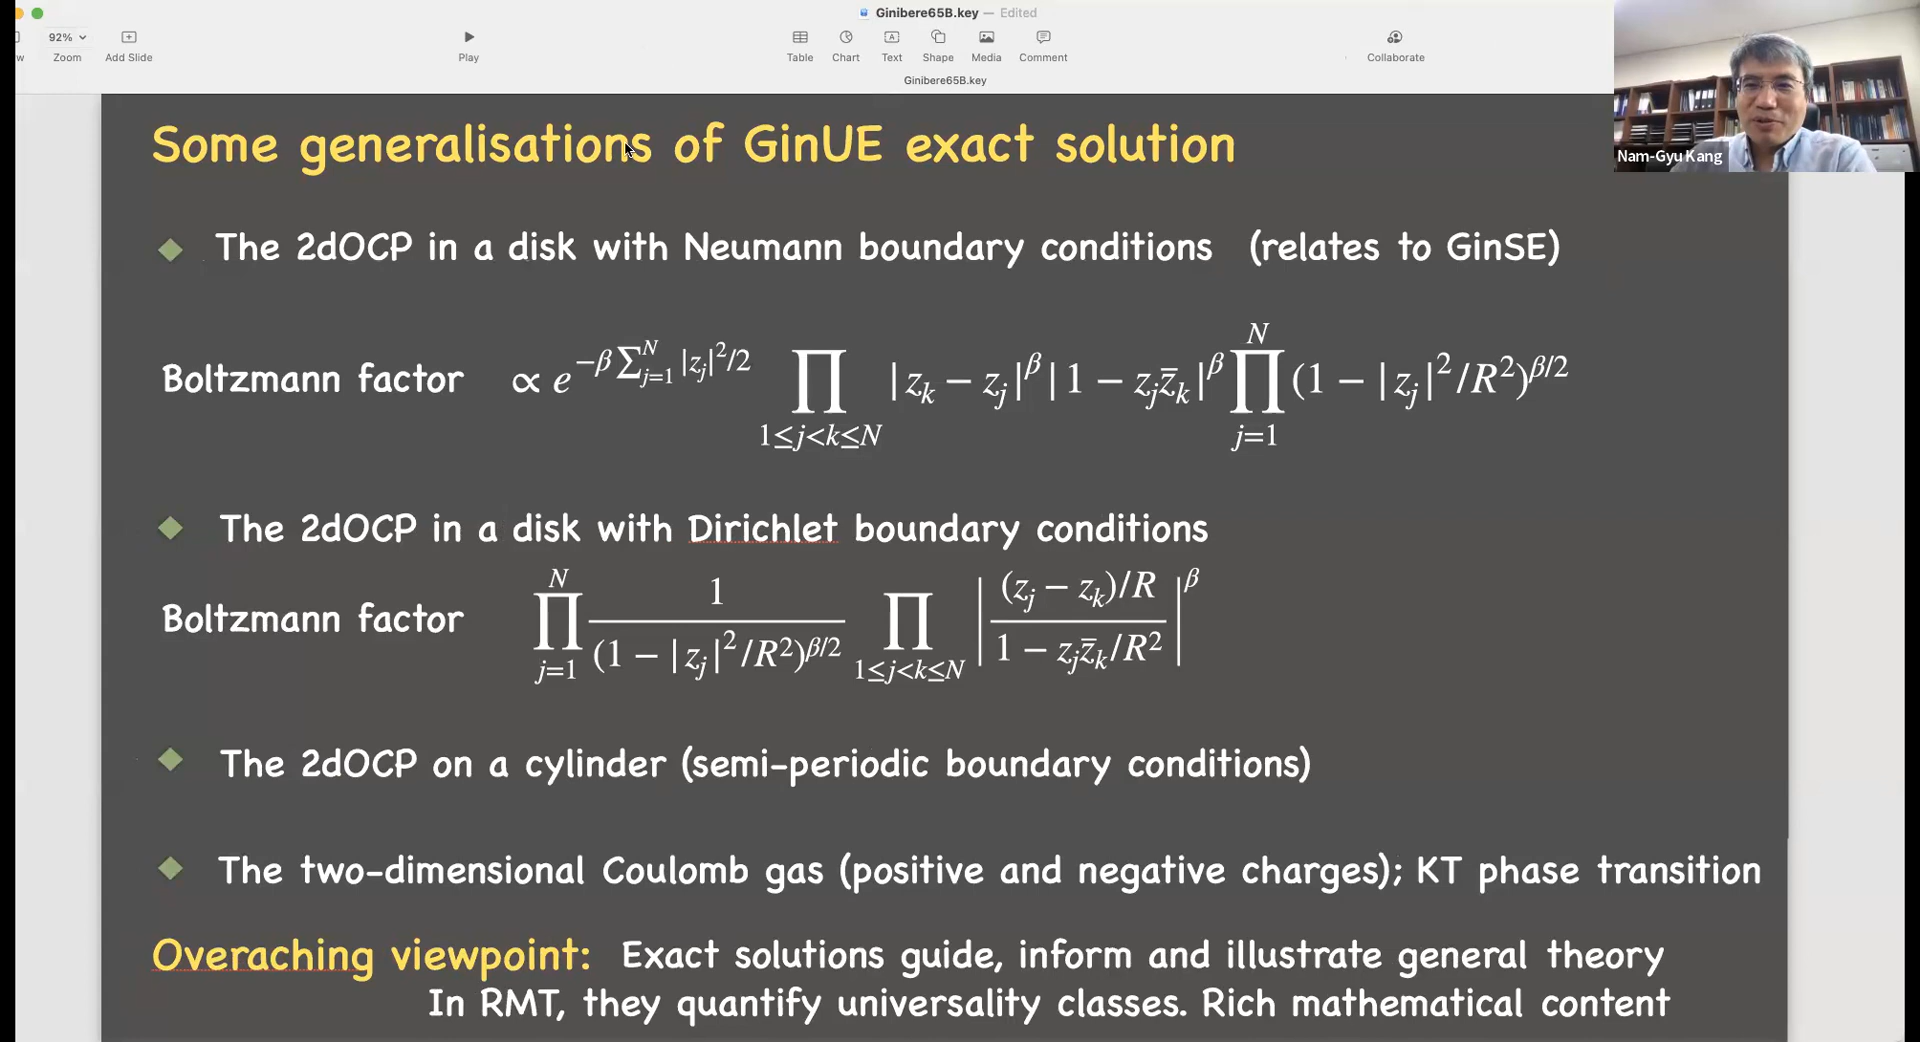 Ginibere65B.key — Edited
92%
w Zoom Add Slide Play Table Chart Text Shape Media Comment Collaborate
Ginibere65B.key
Nam-Gyu Kang
Some generalisations of GinUE exact solution
The 2dOCP in a disk with Neumann boundary conditions (relates to GinSE)
Boltzmann factor ∝ e^{-β∑_{j=1}^{N} |z_j|^2/2} ∏_{1≤j<k≤N} |z_k − z_j|^β |1 − z_j z̄_k|^β ∏_{j=1}^{N} (1 − |z_j|^2/R^2)^{β/2}
The 2dOCP in a disk with Dirichlet boundary conditions
Boltzmann factor ∏_{j=1}^{N} 1/(1 − |z_j|^2/R^2)^{β/2} ∏_{1≤j<k≤N} |((z_j − z_k)/R)/(1 − z_j z̄_k/R^2)|^β
The 2dOCP on a cylinder (semi-periodic boundary conditions)
The two-dimensional Coulomb gas (positive and negative charges); KT phase transition
Overaching viewpoint: Exact solutions guide, inform and illustrate general theory
In RMT, they quantify universality classes. Rich mathematical content